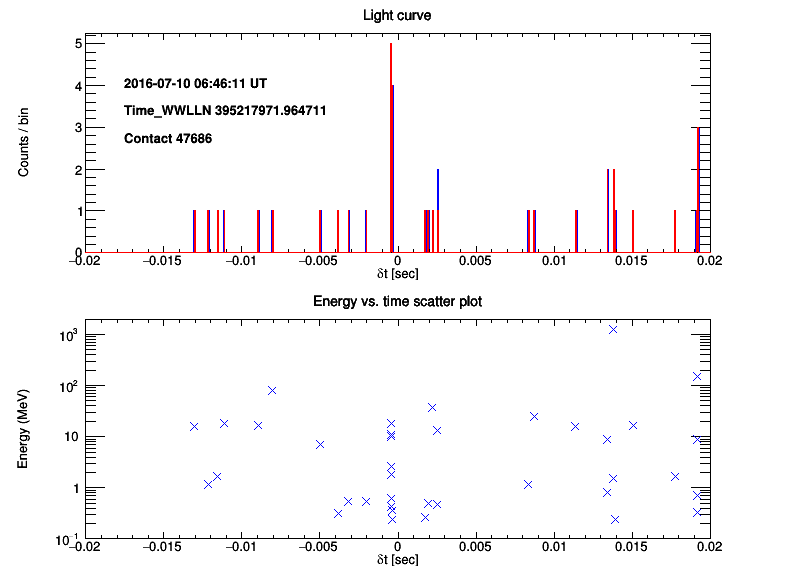 Light curve
Counts / bin
5
4
3
2
1
0
2016-07-10 06:46:11 UT
Time_WWLLN 395217971.964711
Contact 47686
−0.02 −0.015 −0.01 −0.005 0 0.005 0.01 0.015 0.02
δt [sec]
Energy vs. time scatter plot
Energy (MeV)
10³
10²
10
1
10⁻¹
−0.02 −0.015 −0.01 −0.005 0 0.005 0.01 0.015 0.02
δt [sec]